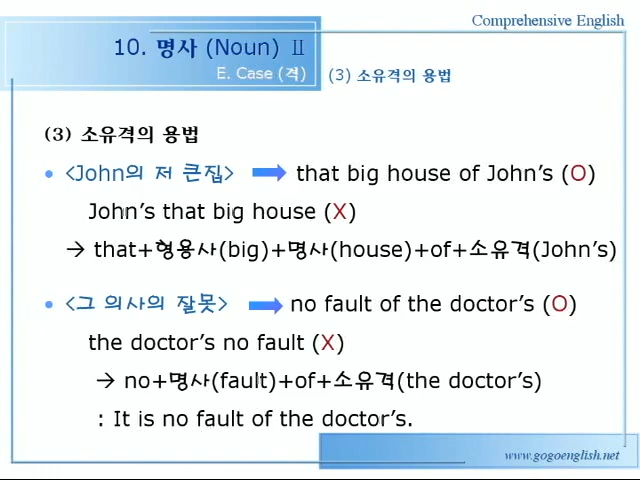 Comprehensive English
10. 명사 (Noun) Ⅱ
E. Case (격)
(3) 소유격의 용법
(3) 소유격의 용법
• <John의 저 큰집> ➡ that big house of John’s (O)
John’s that big house (X)
→ that+형용사(big)+명사(house)+of+소유격(John’s)
• <그 의사의 잘못> ➡ no fault of the doctor’s (O)
the doctor’s no fault (X)
→ no+명사(fault)+of+소유격(the doctor’s)
: It is no fault of the doctor’s.
www.gogoenglish.net